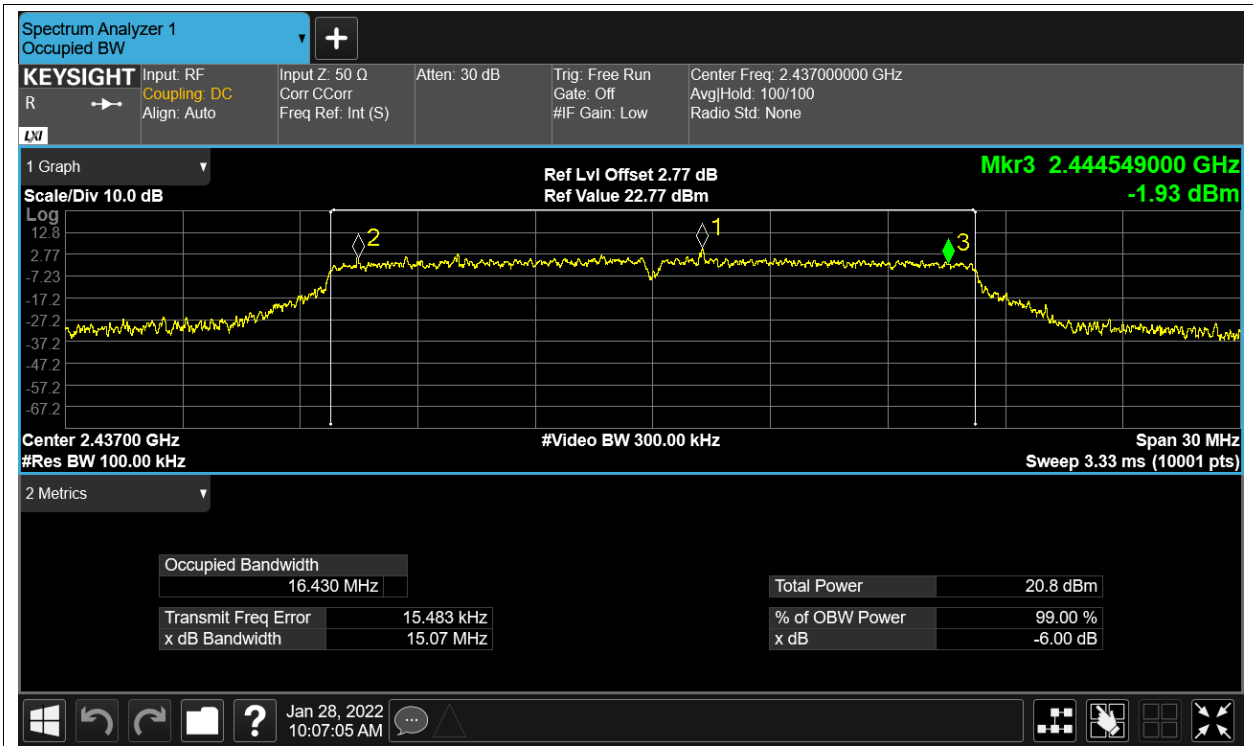 Spectrum Analyzer 1
Occupied BW
KEYSIGHT
R
LXI
Input: RF
Coupling: DC
Align: Auto
Input Z: 50 Ω
Corr CCorr
Freq Ref: Int (S)
Atten: 30 dB
Trig: Free Run
Gate: Off
#IF Gain: Low
Center Freq: 2.437000000 GHz
Avg|Hold: 100/100
Radio Std: None
1 Graph
Scale/Div 10.0 dB
Ref Lvl Offset 2.77 dB
Ref Value 22.77 dBm
Mkr3 2.444549000 GHz
-1.93 dBm
Log
12.8
2.77
-7.23
-17.2
-27.2
-37.2
-47.2
-57.2
-67.2
2
1
3
Center 2.43700 GHz
#Video BW 300.00 kHz
Span 30 MHz
#Res BW 100.00 kHz
Sweep 3.33 ms (10001 pts)
2 Metrics
Occupied Bandwidth
16.430 MHz
Transmit Freq Error 15.483 kHz
x dB Bandwidth 15.07 MHz
Total Power 20.8 dBm
% of OBW Power 99.00 %
x dB -6.00 dB
?
Jan 28, 2022
10:07:05 AM